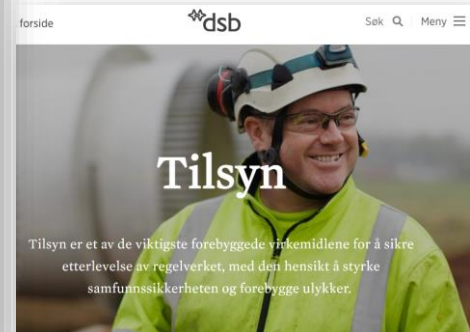 forside
dsb
Søk
Meny
Tilsyn
Tilsyn er et av de viktigste forebyggede virkemidlene for å sikre
etterlevelse av regelverket, med den hensikt å styrke
samfunnssikkerheten og forebygge ulykker.